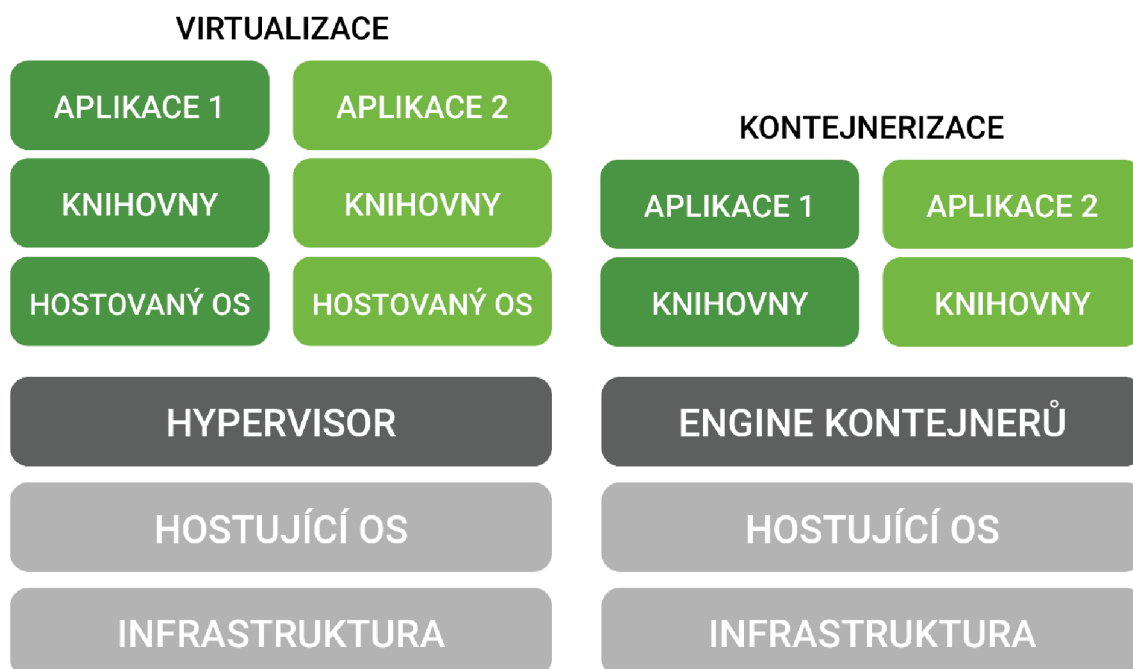 VIRTUALIZACE
APLIKACE 1
APLIKACE 2
KNIHOVNY
KNIHOVNY
HOSTOVANÝ OS
HOSTOVANÝ OS
HYPERVISOR
HOSTUJÍCÍ OS
INFRASTRUKTURA
KONTEJNERIZACE
APLIKACE 1
APLIKACE 2
KNIHOVNY
KNIHOVNY
ENGINE KONTEJNERŮ
HOSTUJÍCÍ OS
INFRASTRUKTURA